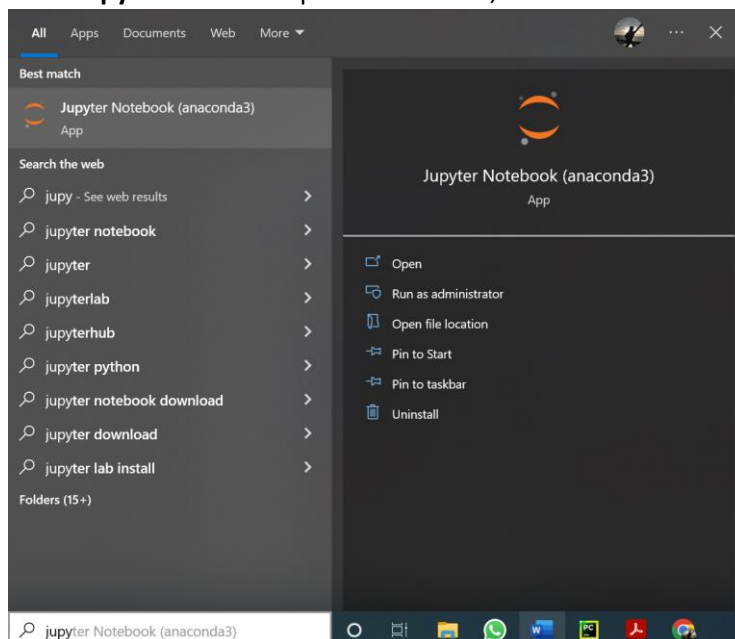 All Apps Documents Web More
Best match
Jupyter Notebook (anaconda3)
App
Search the web
jupy - See web results
jupyter notebook
jupyter
jupyterlab
jupyterhub
jupyter python
jupyter notebook download
jupyter download
jupyter lab install
Folders (15+)
Jupyter Notebook (anaconda3)
App
Open
Run as administrator
Open file location
Pin to Start
Pin to taskbar
Uninstall
jupyter Notebook (anaconda3)
W
PC